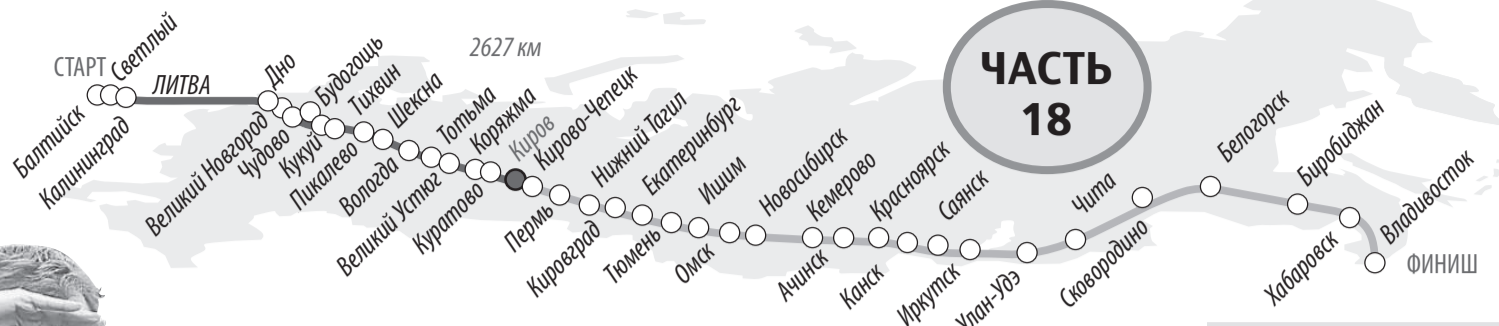 СТАРТ
Балтийск
Светлый
Калининград
ЛИТВА
Дно
Великий Новгород
Чудово
Будогощь
Кукуй
Тихвин
Пикалево
Шексна
Вологда
Тотьма
Великий Устюг
Коряжма
Куратово
2627 км
Киров
Кирово-Чепецк
Пермь
Кировград
Нижний Тагил
Екатеринбург
Тюмень
Ишим
Омск
Новосибирск
Ачинск
Кемерово
Канск
Красноярск
Иркутск
Саянск
Улан-Удэ
Чита
Сковородино
Белогорск
Биробиджан
Хабаровск
Владивосток
ФИНИШ
ЧАСТЬ
18